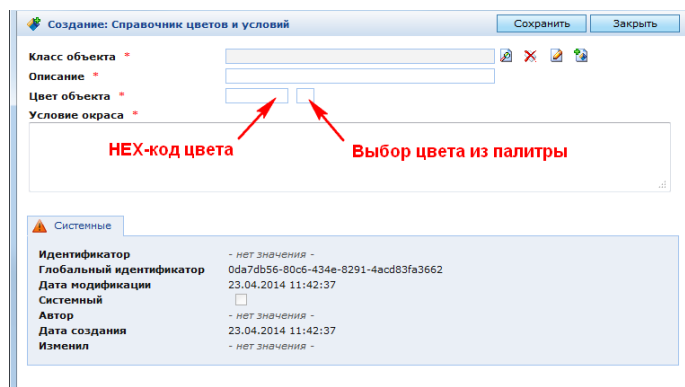 Создание: Справочник цветов и условий Сохранить Закрыть
Класс объекта *
Описание *
Цвет объекта *
Условие окраса *
HEX-код цвета Выбор цвета из палитры
Системные
Идентификатор - нет значения -
Глобальный идентификатор 0da7db56-80c6-434e-8291-4acd83fa3662
Дата модификации 23.04.2014 11:42:37
Системный
Автор - нет значения -
Дата создания 23.04.2014 11:42:37
Изменил - нет значения -